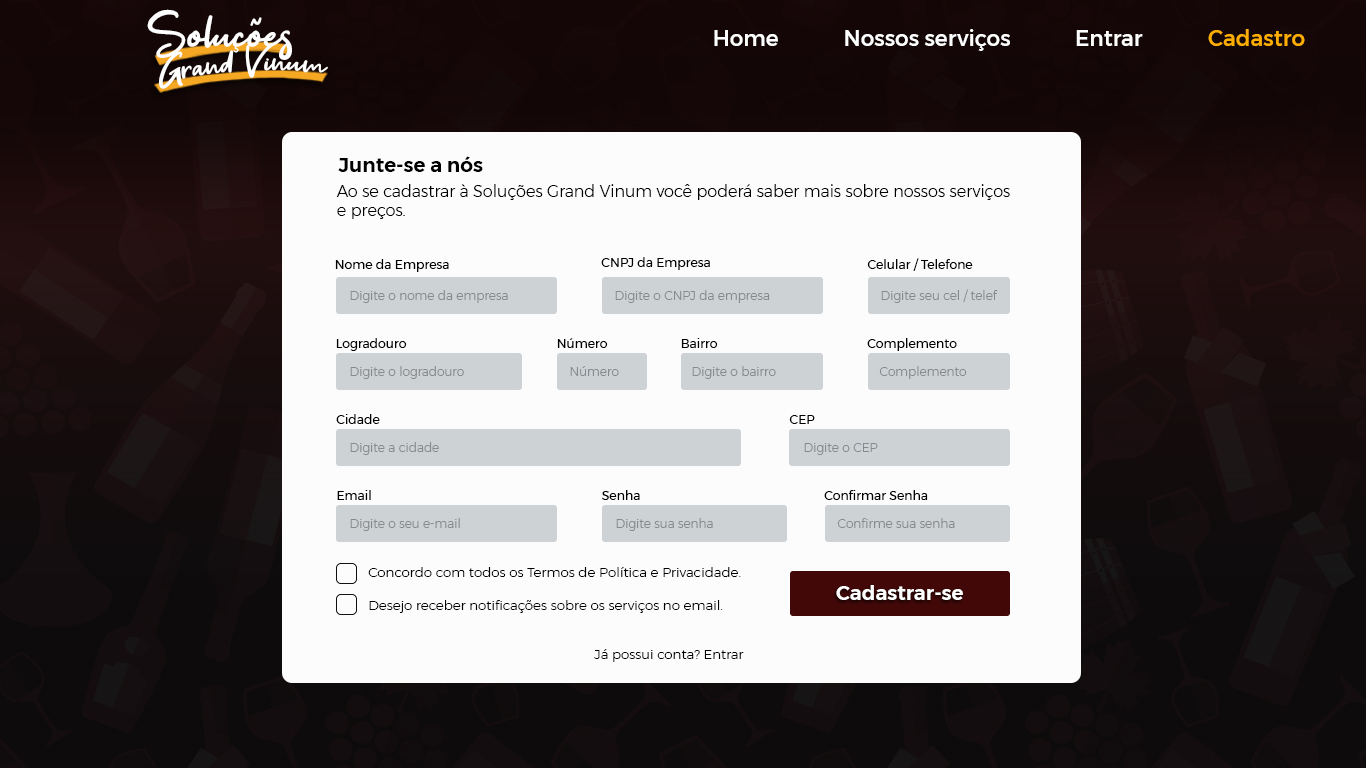 Soluções
Grand Vinum
Home
Nossos serviços
Entrar
Cadastro
Junte-se a nós
Ao se cadastrar à Soluções Grand Vinum você poderá saber mais sobre nossos serviços
e preços.
Nome da Empresa
CNPJ da Empresa
Celular / Telefone
Digite o nome da empresa
Digite o CNPJ da empresa
Digite seu cel / telef
Logradouro
Número
Bairro
Complemento
Digite o logradouro
Número
Digite o bairro
Complemento
Cidade
CEP
Digite a cidade
Digite o CEP
Email
Senha
Confirmar Senha
Digite o seu e-mail
Digite sua senha
Confirme sua senha
Concordo com todos os Termos de Política e Privacidade.
Desejo receber notificações sobre os serviços no email.
Cadastrar-se
Já possui conta? Entrar